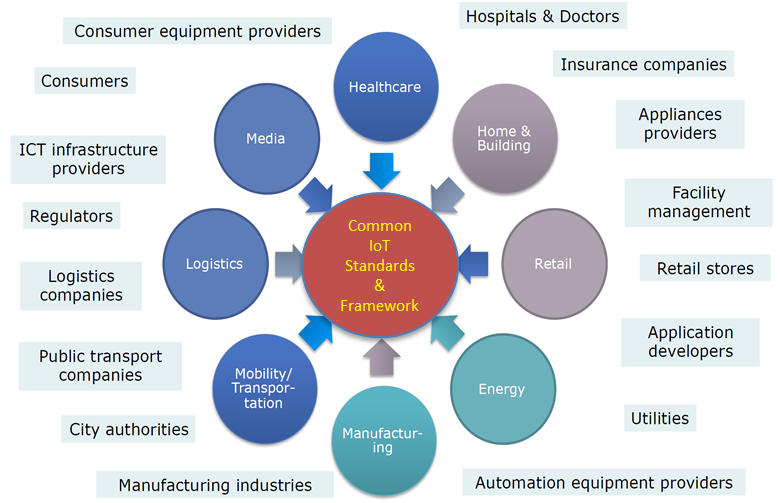 Hospitals & Doctors
Consumer equipment providers
Insurance companies
Consumers
Healthcare
Appliances
providers
Media
Home &
Building
ICT infrastructure
providers
Facility
management
Regulators
Common
IoT
Standards
&
Framework
Logistics
Retail
Retail stores
Logistics
companies
Application
developers
Public transport
companies
Mobility/
Transpor-
tation
Energy
Utilities
City authorities
Manufactur-
ing
Manufacturing industries
Automation equipment providers